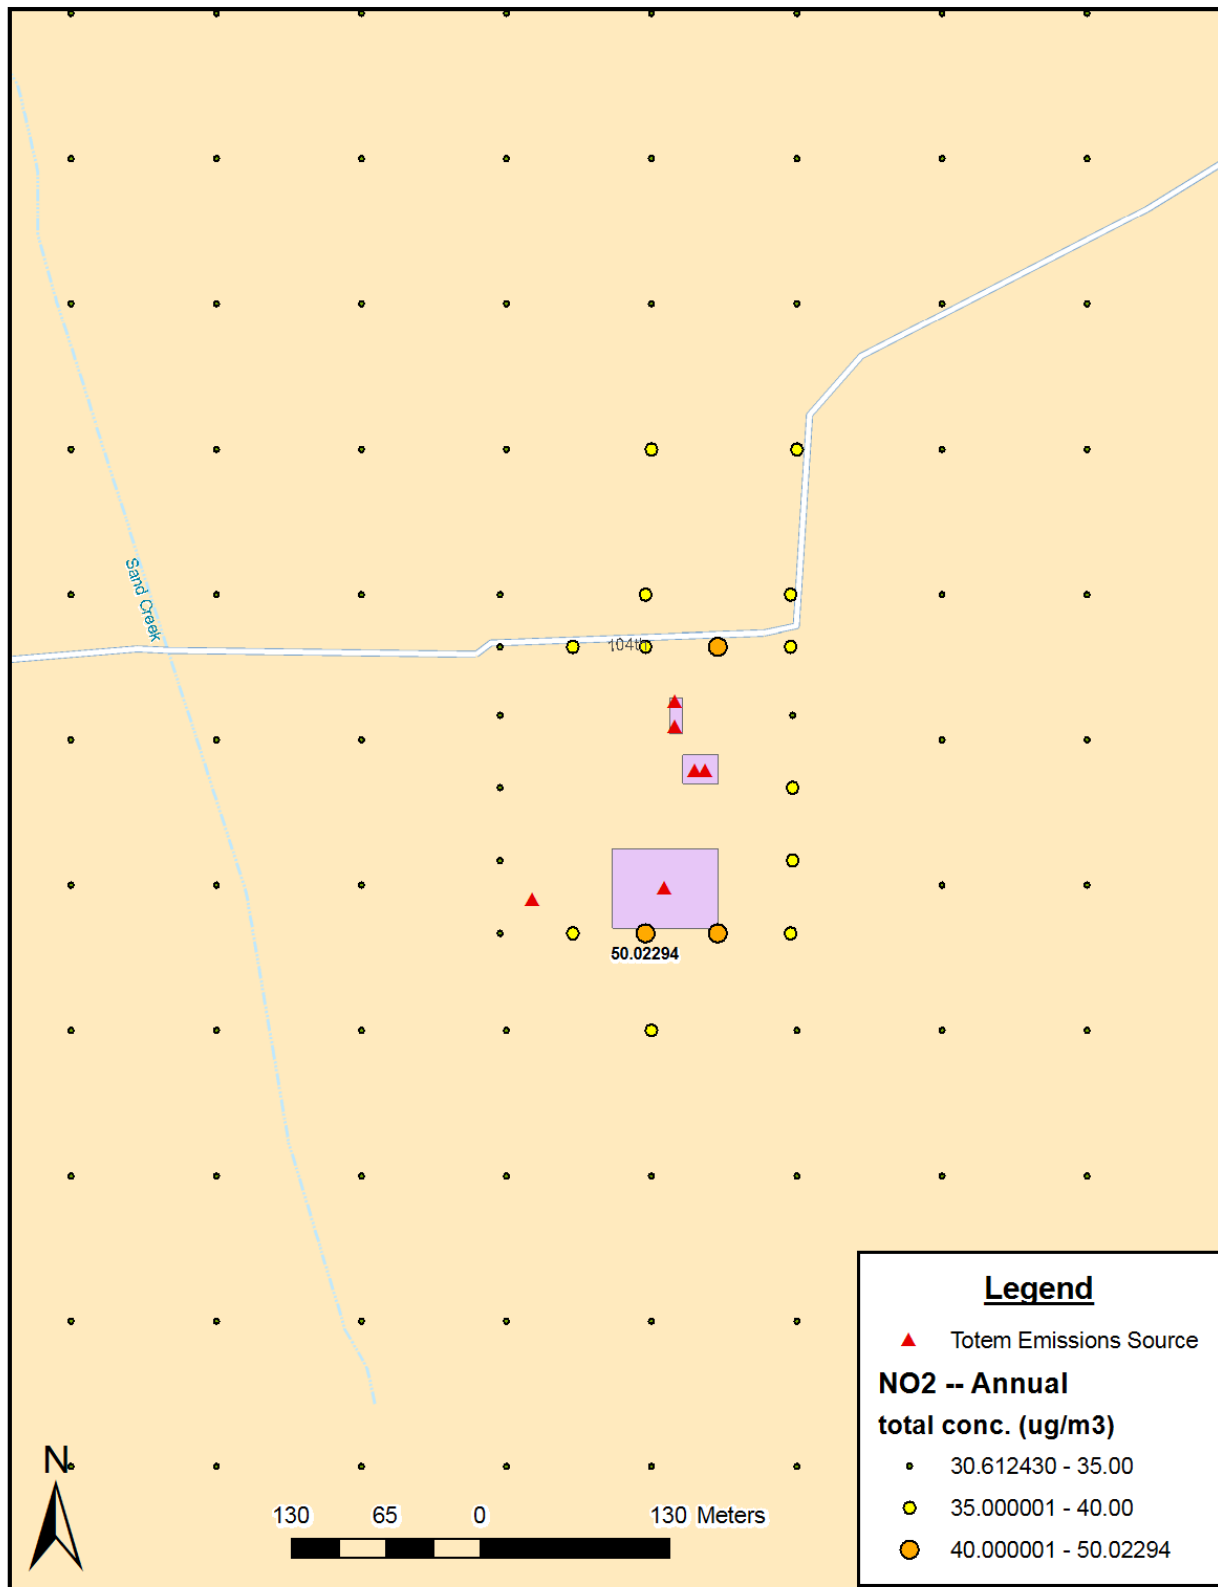 Sand Creek
104th
50.02294
Legend
Totem Emissions Source
NO2 -- Annual
total conc. (ug/m3)
30.612430 - 35.00
35.000001 - 40.00
40.000001 - 50.02294
N
130 65 0 130 Meters